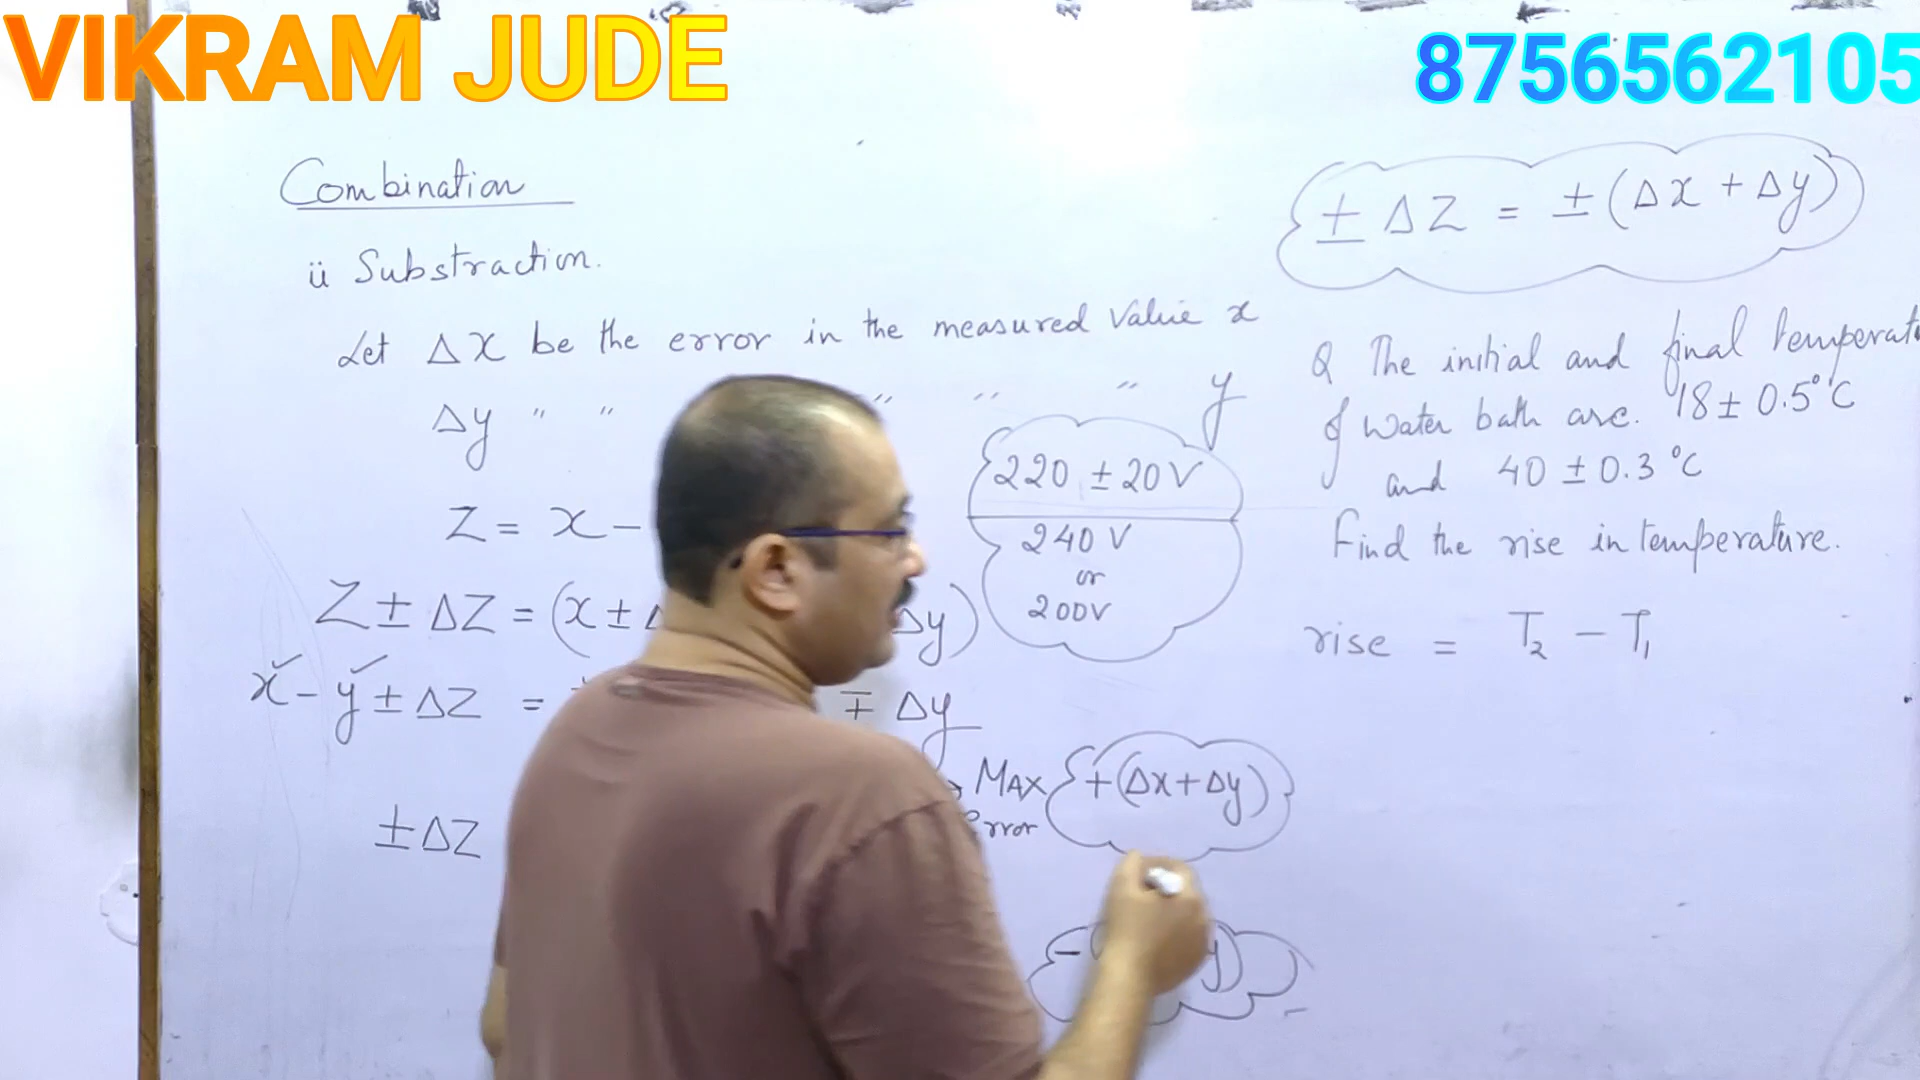 VIKRAM JUDE
8756562105
Combination
ii Substraction.
Let Δx be the error in the measured value x
Δy " " " " " y
Z = x -
Z ± ΔZ = (x ± Δ Δy)
x - y ± ΔZ = ∓ Δy
±ΔZ
MAX Error +(Δx+Δy)
-
220 ± 20 V
240 V
or
200V
± ΔZ = ± (Δx + Δy)
Q The initial and final temperat
of water bath are. 18 ± 0.5°C
and 40 ± 0.3 °C
Find the rise in temperature.
rise = T₂ - T₁